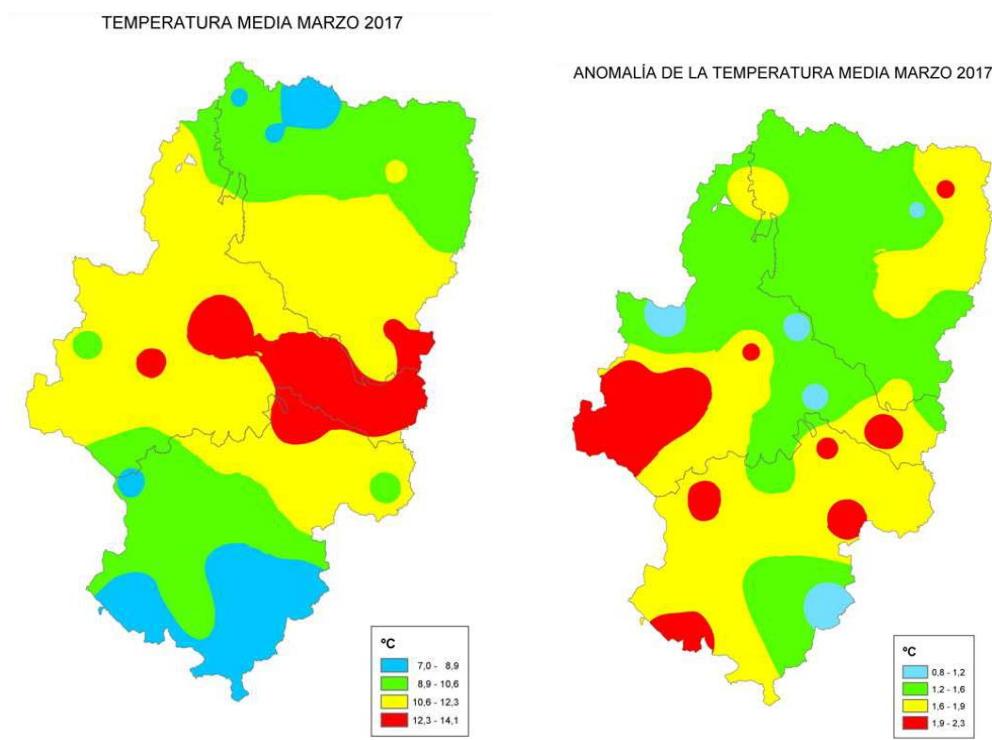 TEMPERATURA MEDIA MARZO 2017
ºC
7,0 - 8,9
8,9 - 10,6
10,6 - 12,3
12,3 - 14,1
ANOMALÍA DE LA TEMPERATURA MEDIA MARZO 2017
ºC
0,8 - 1,2
1,2 - 1,6
1,6 - 1,9
1,9 - 2,3